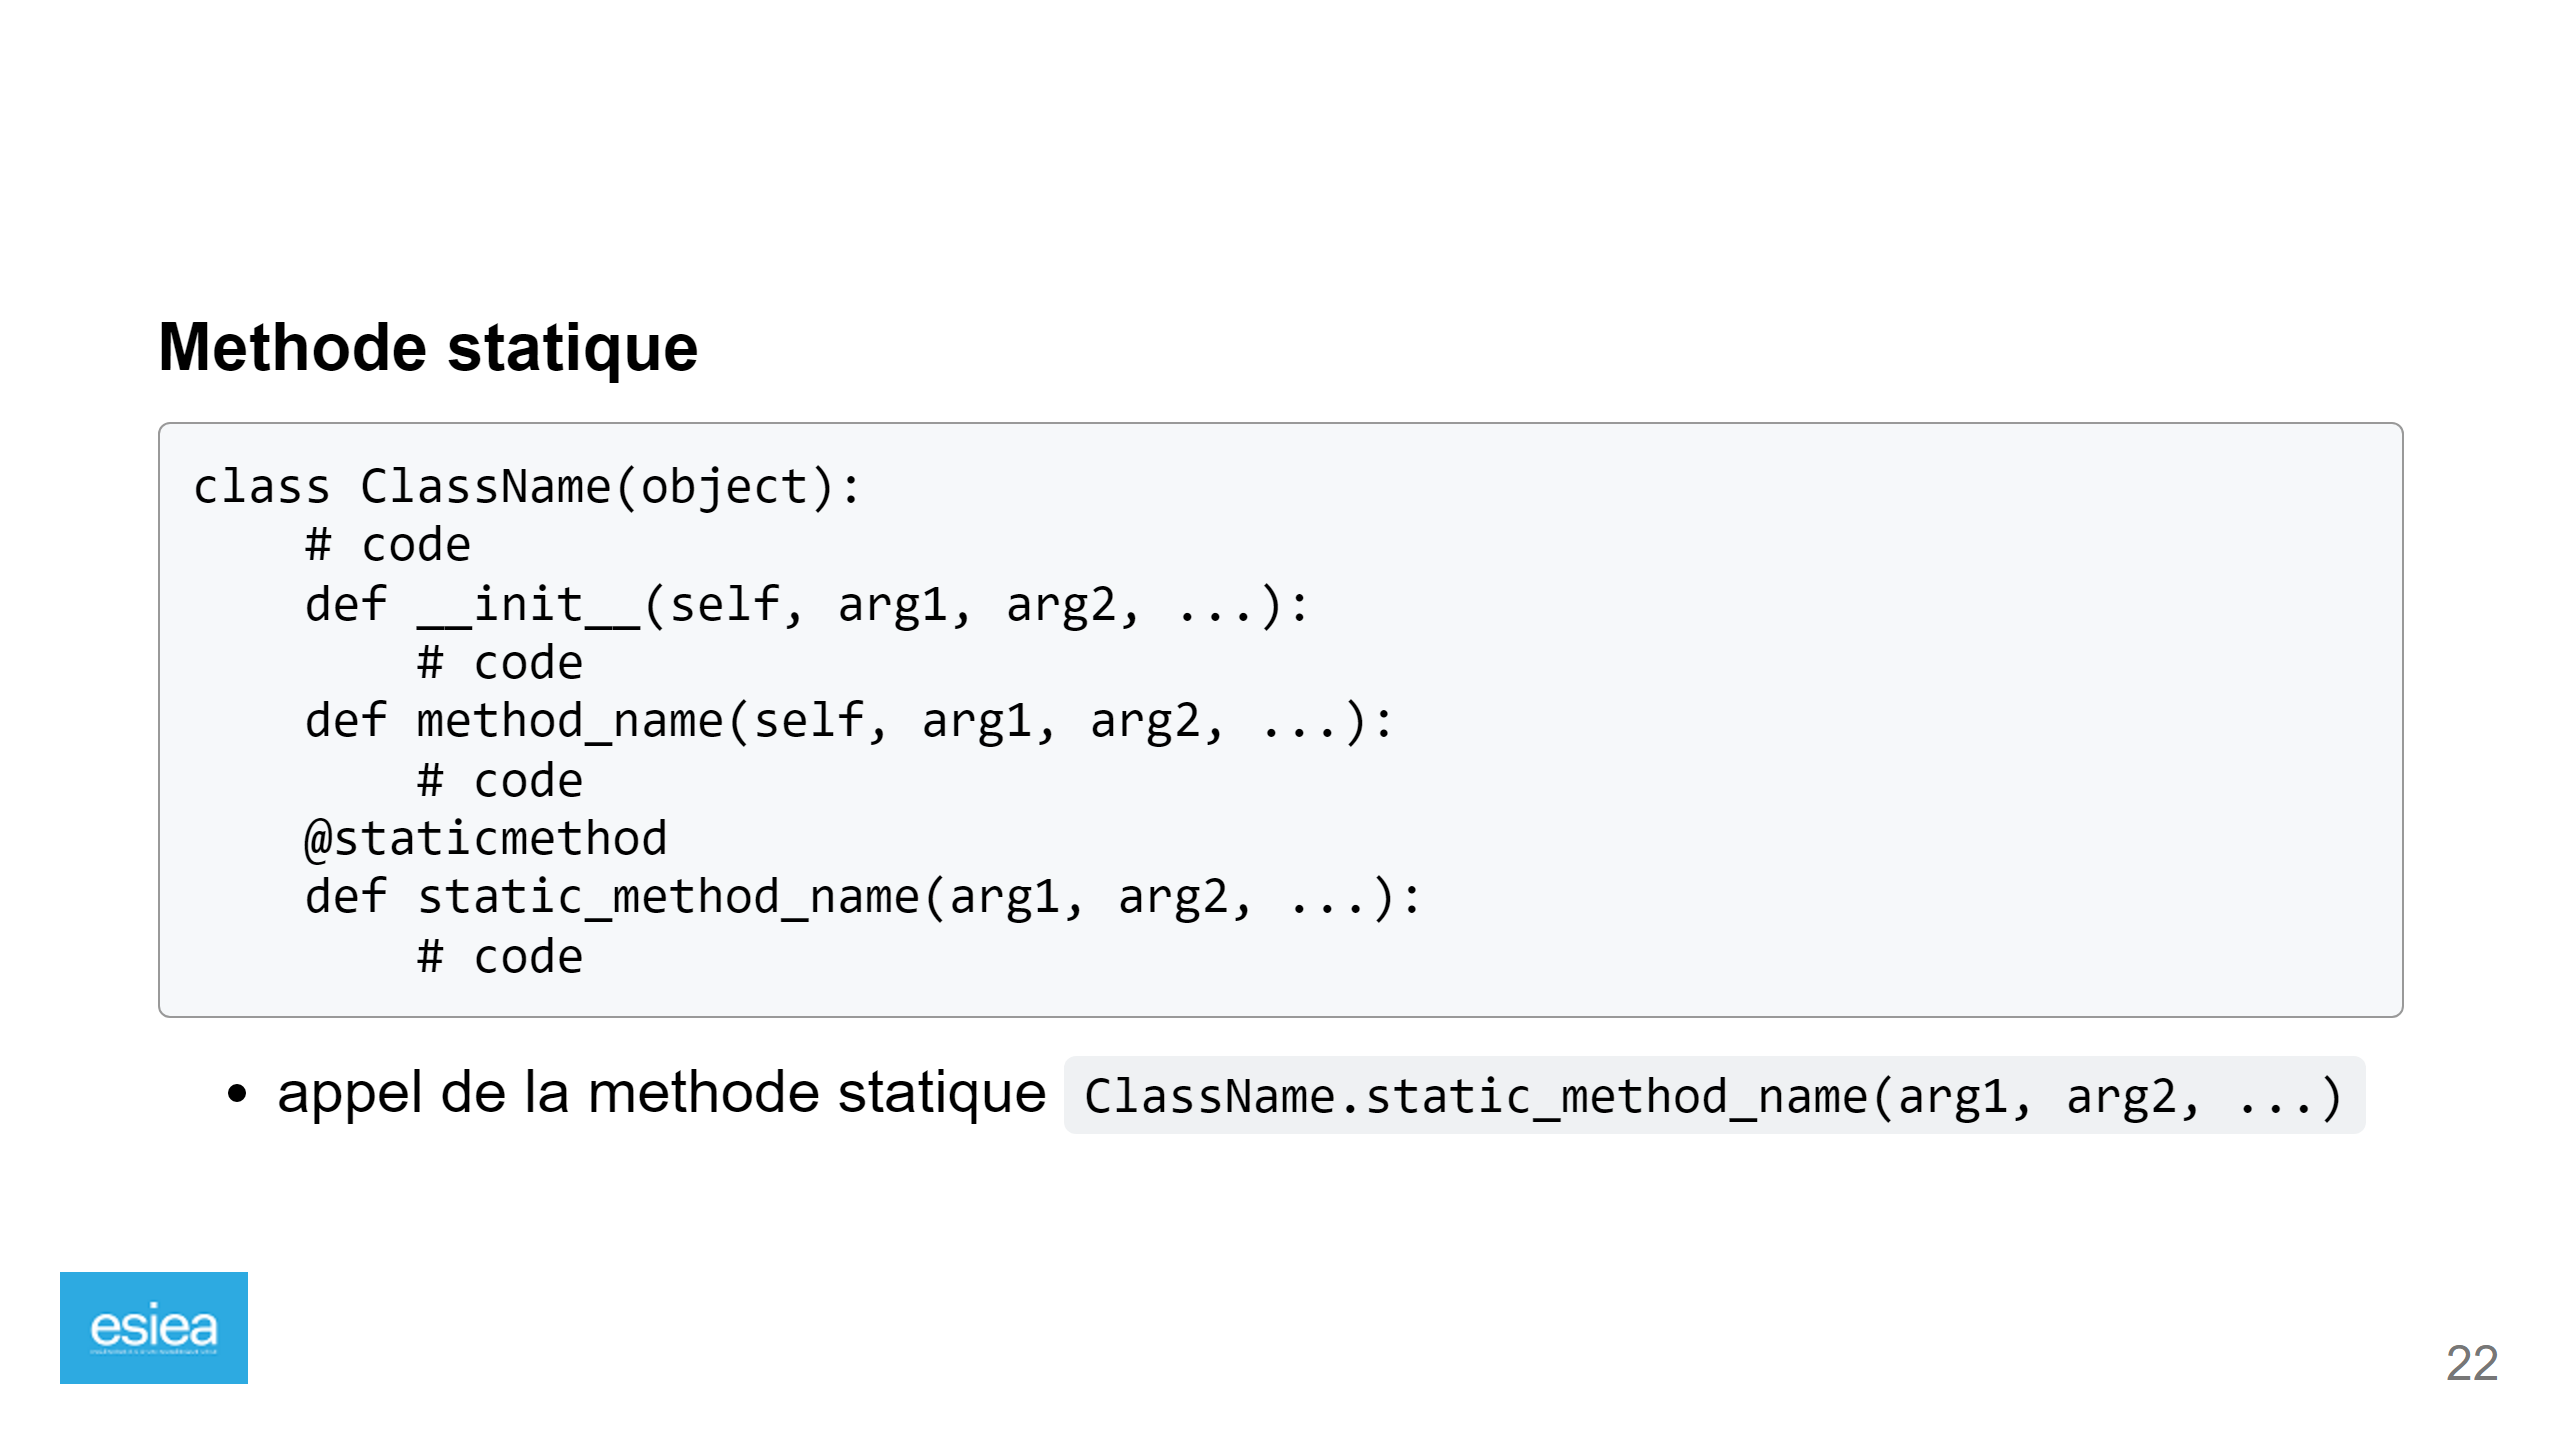 Methode statique
class ClassName(object):
    # code
    def __init__(self, arg1, arg2, ...):
        # code
    def method_name(self, arg1, arg2, ...):
        # code
    @staticmethod
    def static_method_name(arg1, arg2, ...):
        # code
• appel de la methode statique ClassName.static_method_name(arg1, arg2, ...)
esiea
22